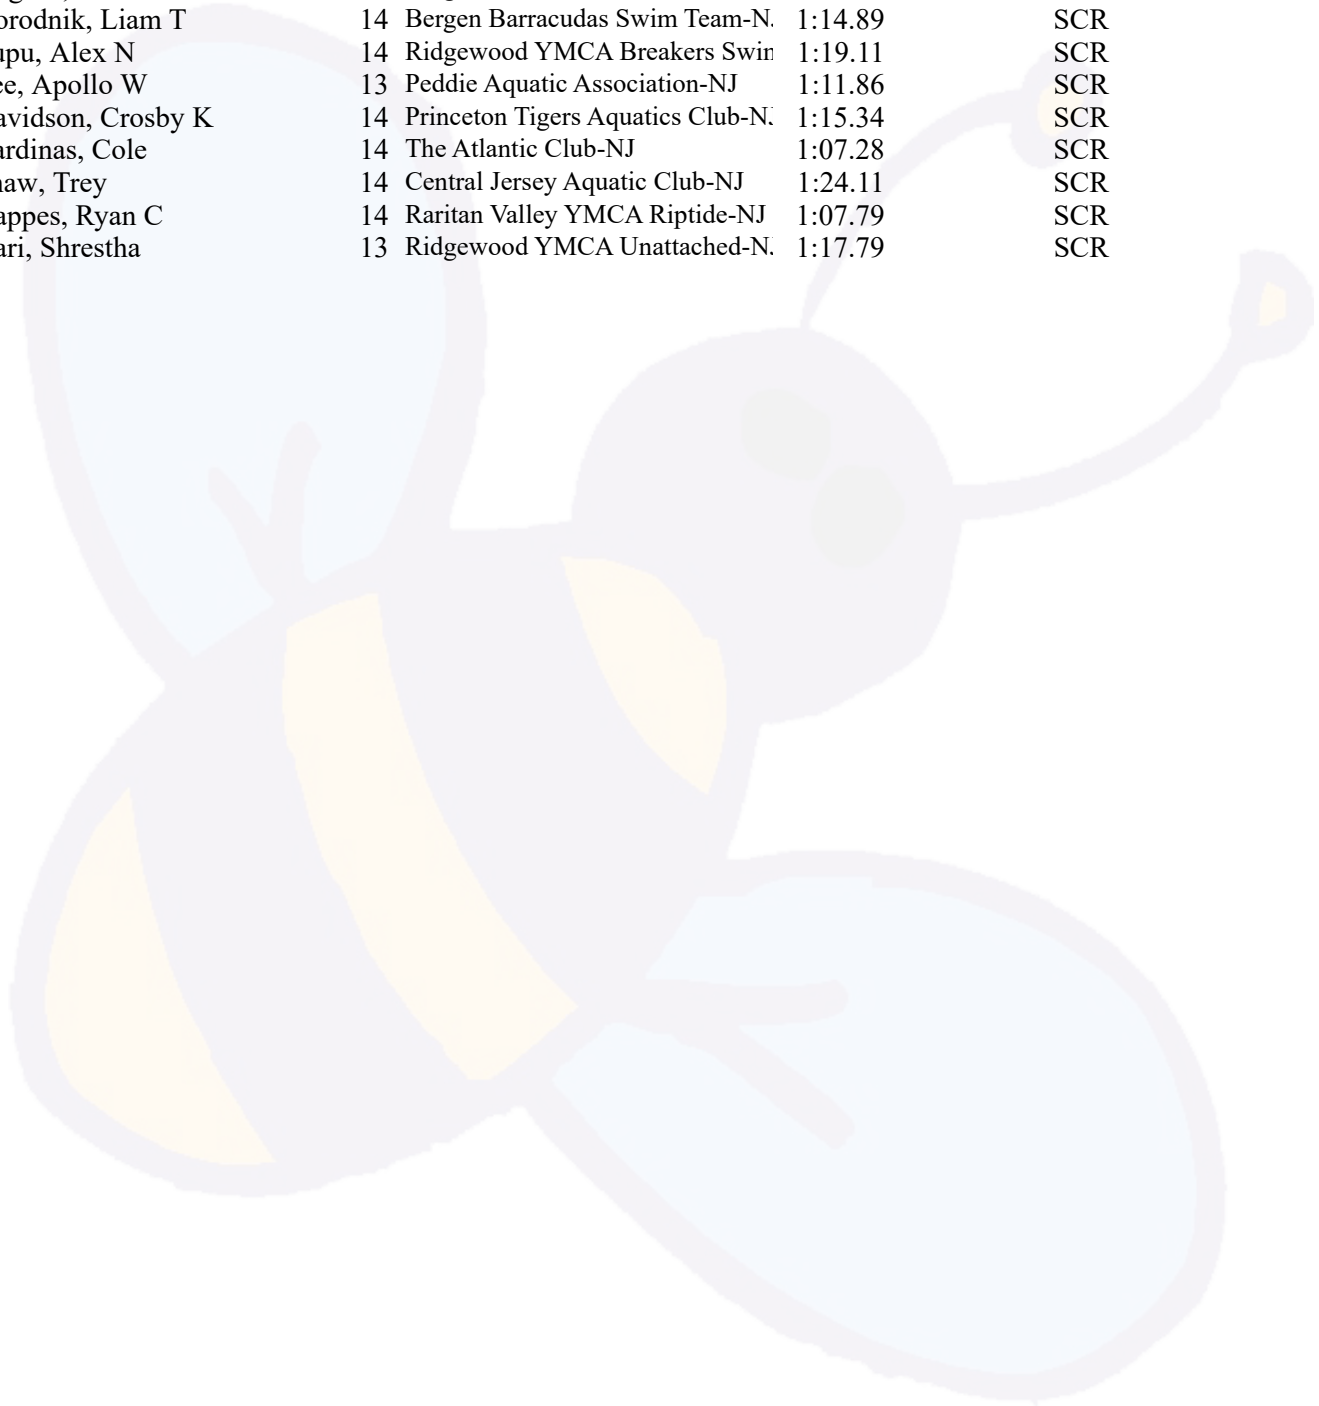 orodnik, Liam T 14 Bergen Barracudas Swim Team-N. 1:14.89 SCR
upu, Alex N 14 Ridgewood YMCA Breakers Swin 1:19.11 SCR
ee, Apollo W 13 Peddie Aquatic Association-NJ 1:11.86 SCR
avidson, Crosby K 14 Princeton Tigers Aquatics Club-N. 1:15.34 SCR
ardinas, Cole 14 The Atlantic Club-NJ 1:07.28 SCR
haw, Trey 14 Central Jersey Aquatic Club-NJ 1:24.11 SCR
appes, Ryan C 14 Raritan Valley YMCA Riptide-NJ 1:07.79 SCR
ari, Shrestha 13 Ridgewood YMCA Unattached-N. 1:17.79 SCR